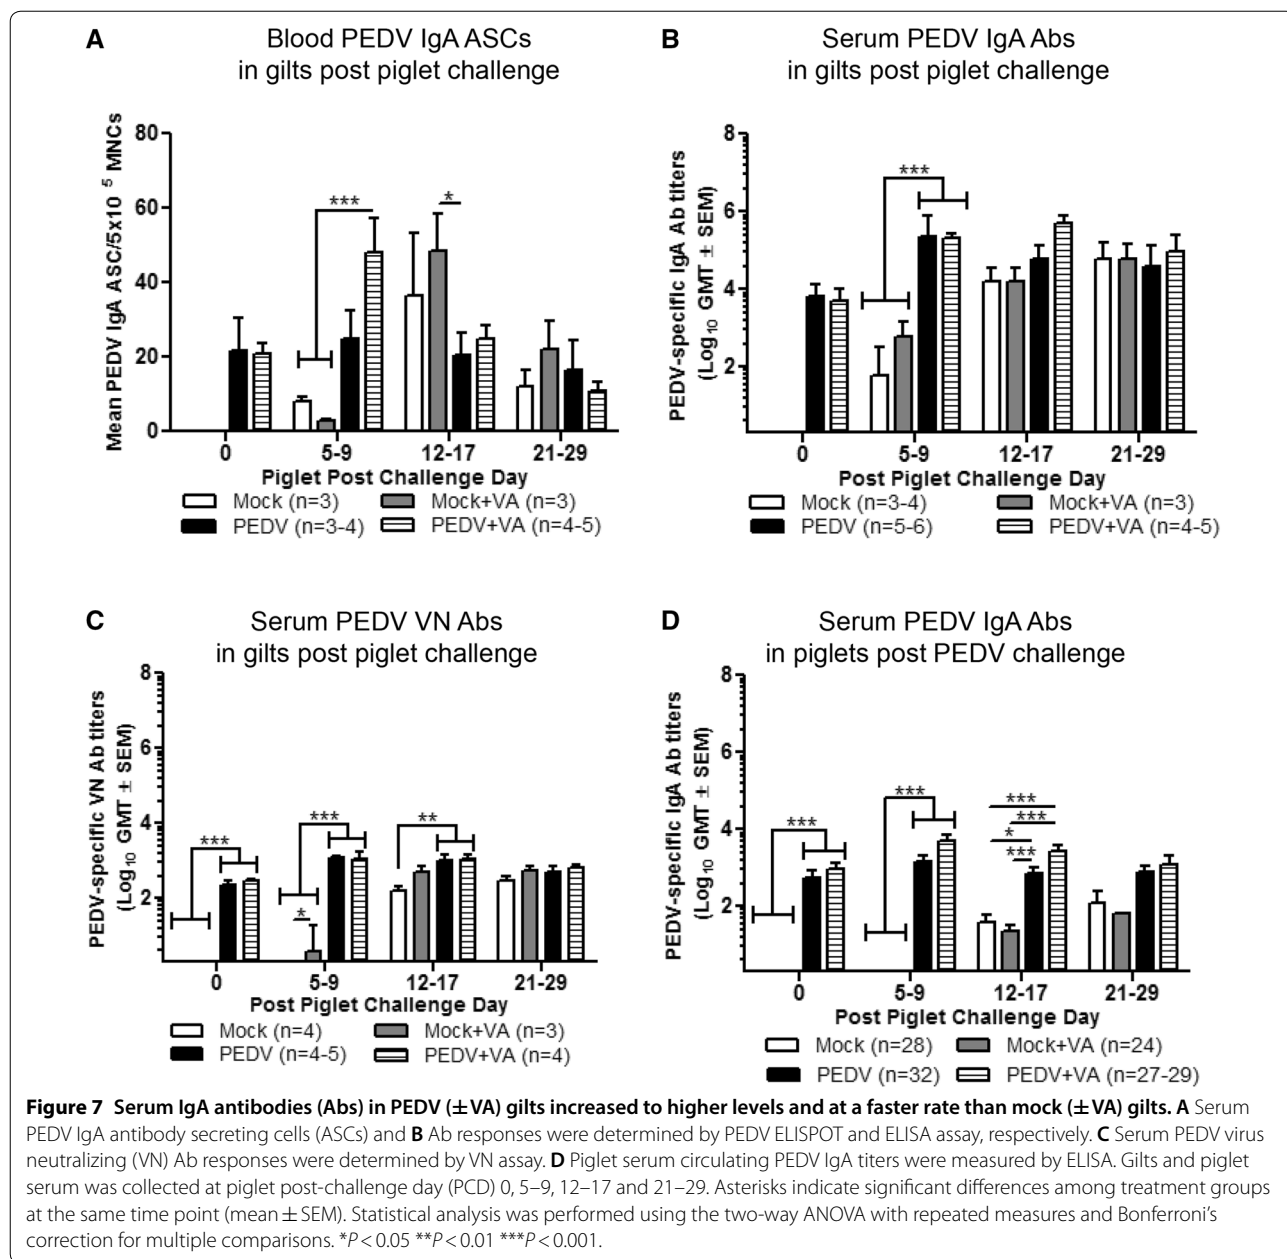 A
Blood PEDV IgA ASCs
in gilts post piglet challenge
Mean PEDV IgA ASC/5x10 5 MNCs
80
60
40
20
0
***
*
0
5-9
12-17
21-29
Piglet Post Challenge Day
Mock (n=3)
Mock+VA (n=3)
PEDV (n=3-4)
PEDV+VA (n=4-5)
B
Serum PEDV IgA Abs
in gilts post piglet challenge
PEDV-specific IgA Ab titers
(Log10 GMT ± SEM)
8
6
4
2
***
0
5-9
12-17
21-29
Post Piglet Challenge Day
Mock (n=3-4)
Mock+VA (n=3)
PEDV (n=5-6)
PEDV+VA (n=4-5)
C
Serum PEDV VN Abs
in gilts post piglet challenge
PEDV-specific VN Ab titers
(Log10 GMT ± SEM)
8
6
4
2
***
***
*
**
0
5-9
12-17
21-29
Post Piglet Challenge Day
Mock (n=4)
Mock+VA (n=3)
PEDV (n=4-5)
PEDV+VA (n=4)
D
Serum PEDV IgA Abs
in piglets post PEDV challenge
PEDV-specific IgA Ab titers
(Log10 GMT ± SEM)
8
6
4
2
***
***
***
***
*
***
0
5-9
12-17
21-29
Post Piglet Challenge Day
Mock (n=28)
Mock+VA (n=24)
PEDV (n=32)
PEDV+VA (n=27-29)
Figure 7 Serum IgA antibodies (Abs) in PEDV (±VA) gilts increased to higher levels and at a faster rate than mock (±VA) gilts. A Serum
PEDV IgA antibody secreting cells (ASCs) and B Ab responses were determined by PEDV ELISPOT and ELISA assay, respectively. C Serum PEDV virus
neutralizing (VN) Ab responses were determined by VN assay. D Piglet serum circulating PEDV IgA titers were measured by ELISA. Gilts and piglet
serum was collected at piglet post-challenge day (PCD) 0, 5–9, 12–17 and 21–29. Asterisks indicate significant differences among treatment groups
at the same time point (mean ± SEM). Statistical analysis was performed using the two-way ANOVA with repeated measures and Bonferroni's
correction for multiple comparisons. *P < 0.05 **P < 0.01 ***P < 0.001.